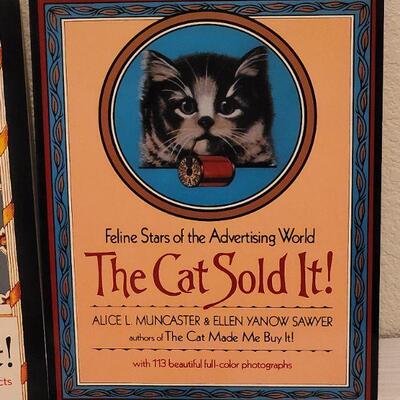 Feline Stars of the Advertising World
The Cat Sold It!
ALICE L. MUNCASTER & ELLEN YANOW SAWYER
authors of The Cat Made Me Buy It!
with 113 beautiful full-color photographs